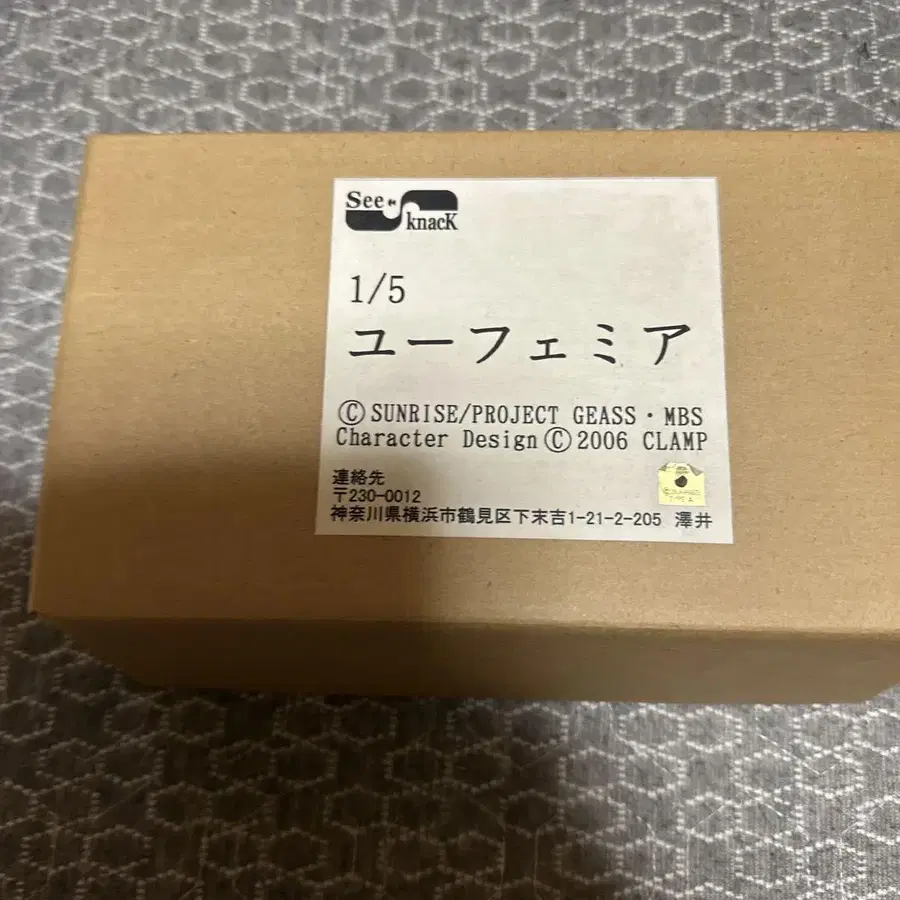 See knacK
1/5
ユーフェミア
Ⓒ SUNRISE/PROJECT GEASS・MBS
Character Design Ⓒ 2006 CLAMP
連絡先
〒230-0012
神奈川県横浜市鶴見区下末吉1-21-2-205 澤井